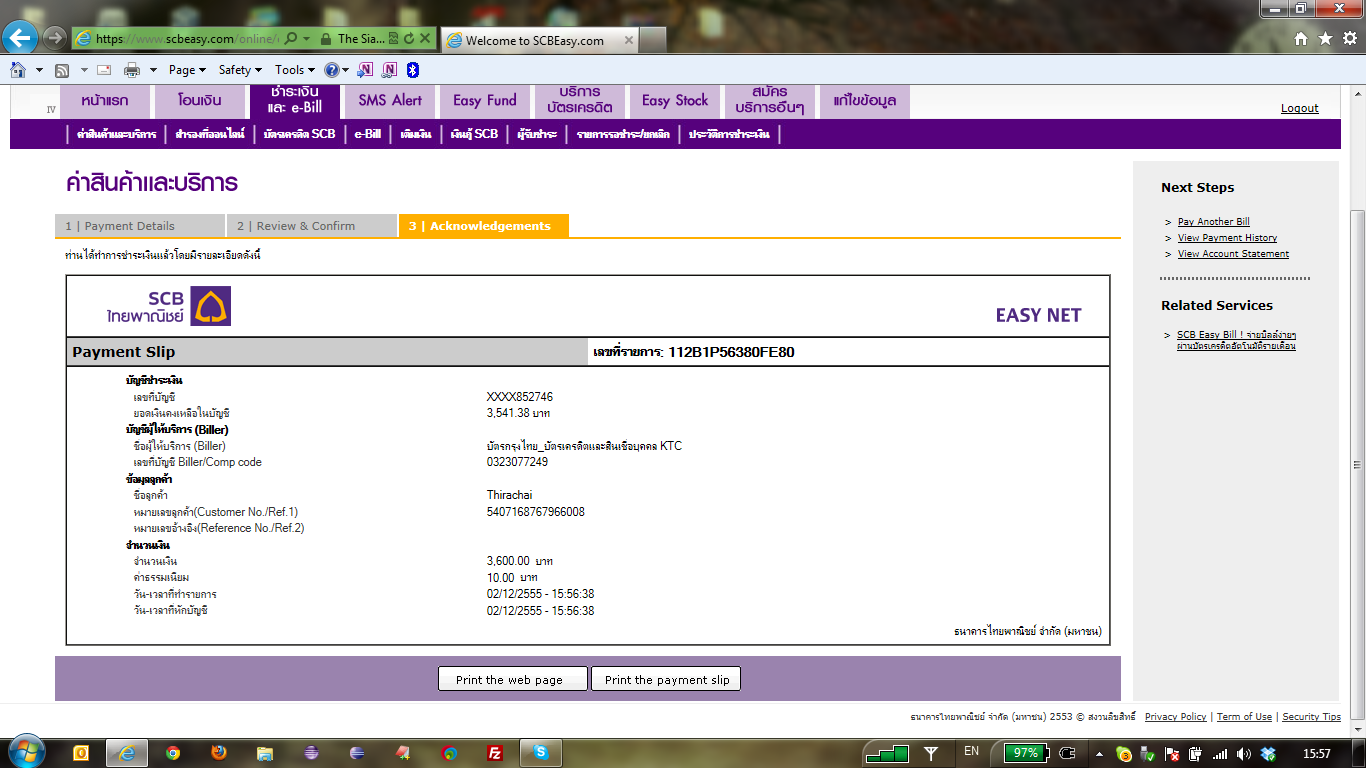 https://www.scbeasy.com/online/ The Sia...
Welcome to SCBEasy.com
Page Safety Tools
หน้าแรก โอนเงิน ชำระเงิน และ e-Bill SMS Alert Easy Fund บริการ บัตรเครดิต Easy Stock สมัคร บริการอื่นๆ แก้ไขข้อมูล
Logout
ค่าสินค้าและบริการ สำรองที่ออนไลน์ บัตรเครดิต SCB e-Bill เติมเงิน เงินกู้ SCB ผู้รับชำระ รายการรอชำระ/ยกเลิก ประวัติการชำระเงิน
ค่าสินค้าและบริการ
1 | Payment Details 2 | Review & Confirm 3 | Acknowledgements
ท่านได้ทำการชำระเงินแล้วโดยมีรายละเอียดดังนี้
SCB
ไทยพาณิชย์
EASY NET
Payment Slip เลขที่รายการ: 112B1P56380FE80
บัญชีชำระเงิน
เลขที่บัญชี XXXX852746
ยอดเงินคงเหลือในบัญชี 3,541.38 บาท
บัญชีผู้ให้บริการ (Biller)
ชื่อผู้ให้บริการ (Biller) บัตรกรุงไทย_บัตรเครดิตและสินเชื่อบุคคล KTC
เลขที่บัญชี Biller/Comp code 0323077249
ข้อมูลลูกค้า
ชื่อลูกค้า Thirachai
หมายเลขลูกค้า(Customer No./Ref.1) 5407168767966008
หมายเลขอ้างอิง(Reference No./Ref.2)
จำนวนเงิน
จำนวนเงิน 3,600.00 บาท
ค่าธรรมเนียม 10.00 บาท
วัน-เวลาที่ทำรายการ 02/12/2555 - 15:56:38
วัน-เวลาที่หักบัญชี 02/12/2555 - 15:56:38
ธนาคารไทยพาณิชย์ จำกัด (มหาชน)
Print the web page Print the payment slip
Next Steps
> Pay Another Bill
> View Payment History
> View Account Statement
Related Services
> SCB Easy Bill ! จ่ายบิลล์ง่ายๆ
ผ่านบัตรเครดิตอัตโนมัติรายเดือน
ธนาคารไทยพาณิชย์ จำกัด (มหาชน) 2553 © สงวนลิขสิทธิ์ Privacy Policy | Term of Use | Security Tips
EN 97% 15:57